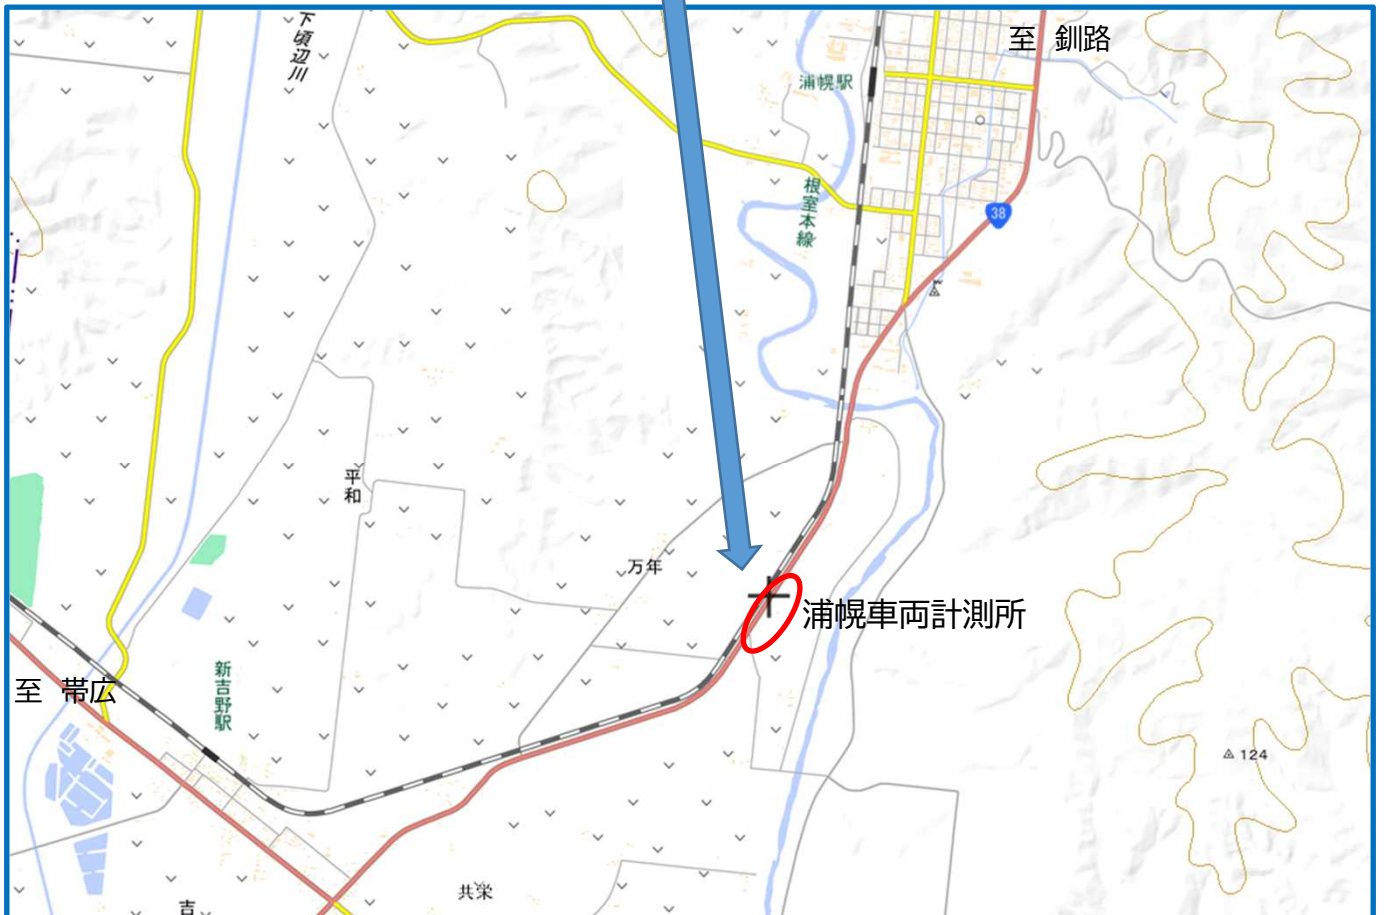 下頃辺川
至 釧路
浦幌駅
根室本線
38
平和
万年
浦幌車両計測所
新吉野駅
至 帯広
124
共栄
吉